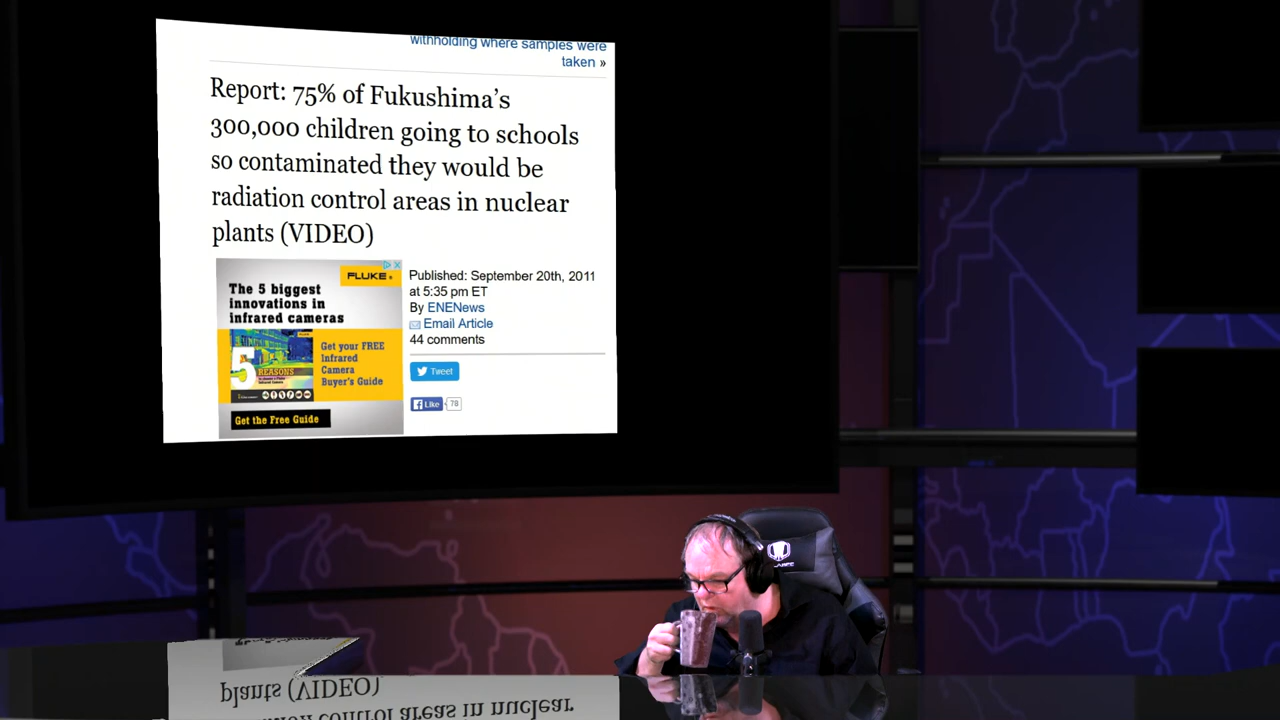 withholding where samples were
taken »
Report: 75% of Fukushima's
300,000 children going to schools
so contaminated they would be
radiation control areas in nuclear
plants (VIDEO)
FLUKE
The 5 biggest
innovations in
infrared cameras
5
REASONS
Get your FREE
Infrared
Camera
Buyer's Guide
Get the Free Guide
Published: September 20th, 2011
at 5:35 pm ET
By ENENews
Email Article
44 comments
Tweet
Like 78
plants (VIDEO)
control areas in nuclear